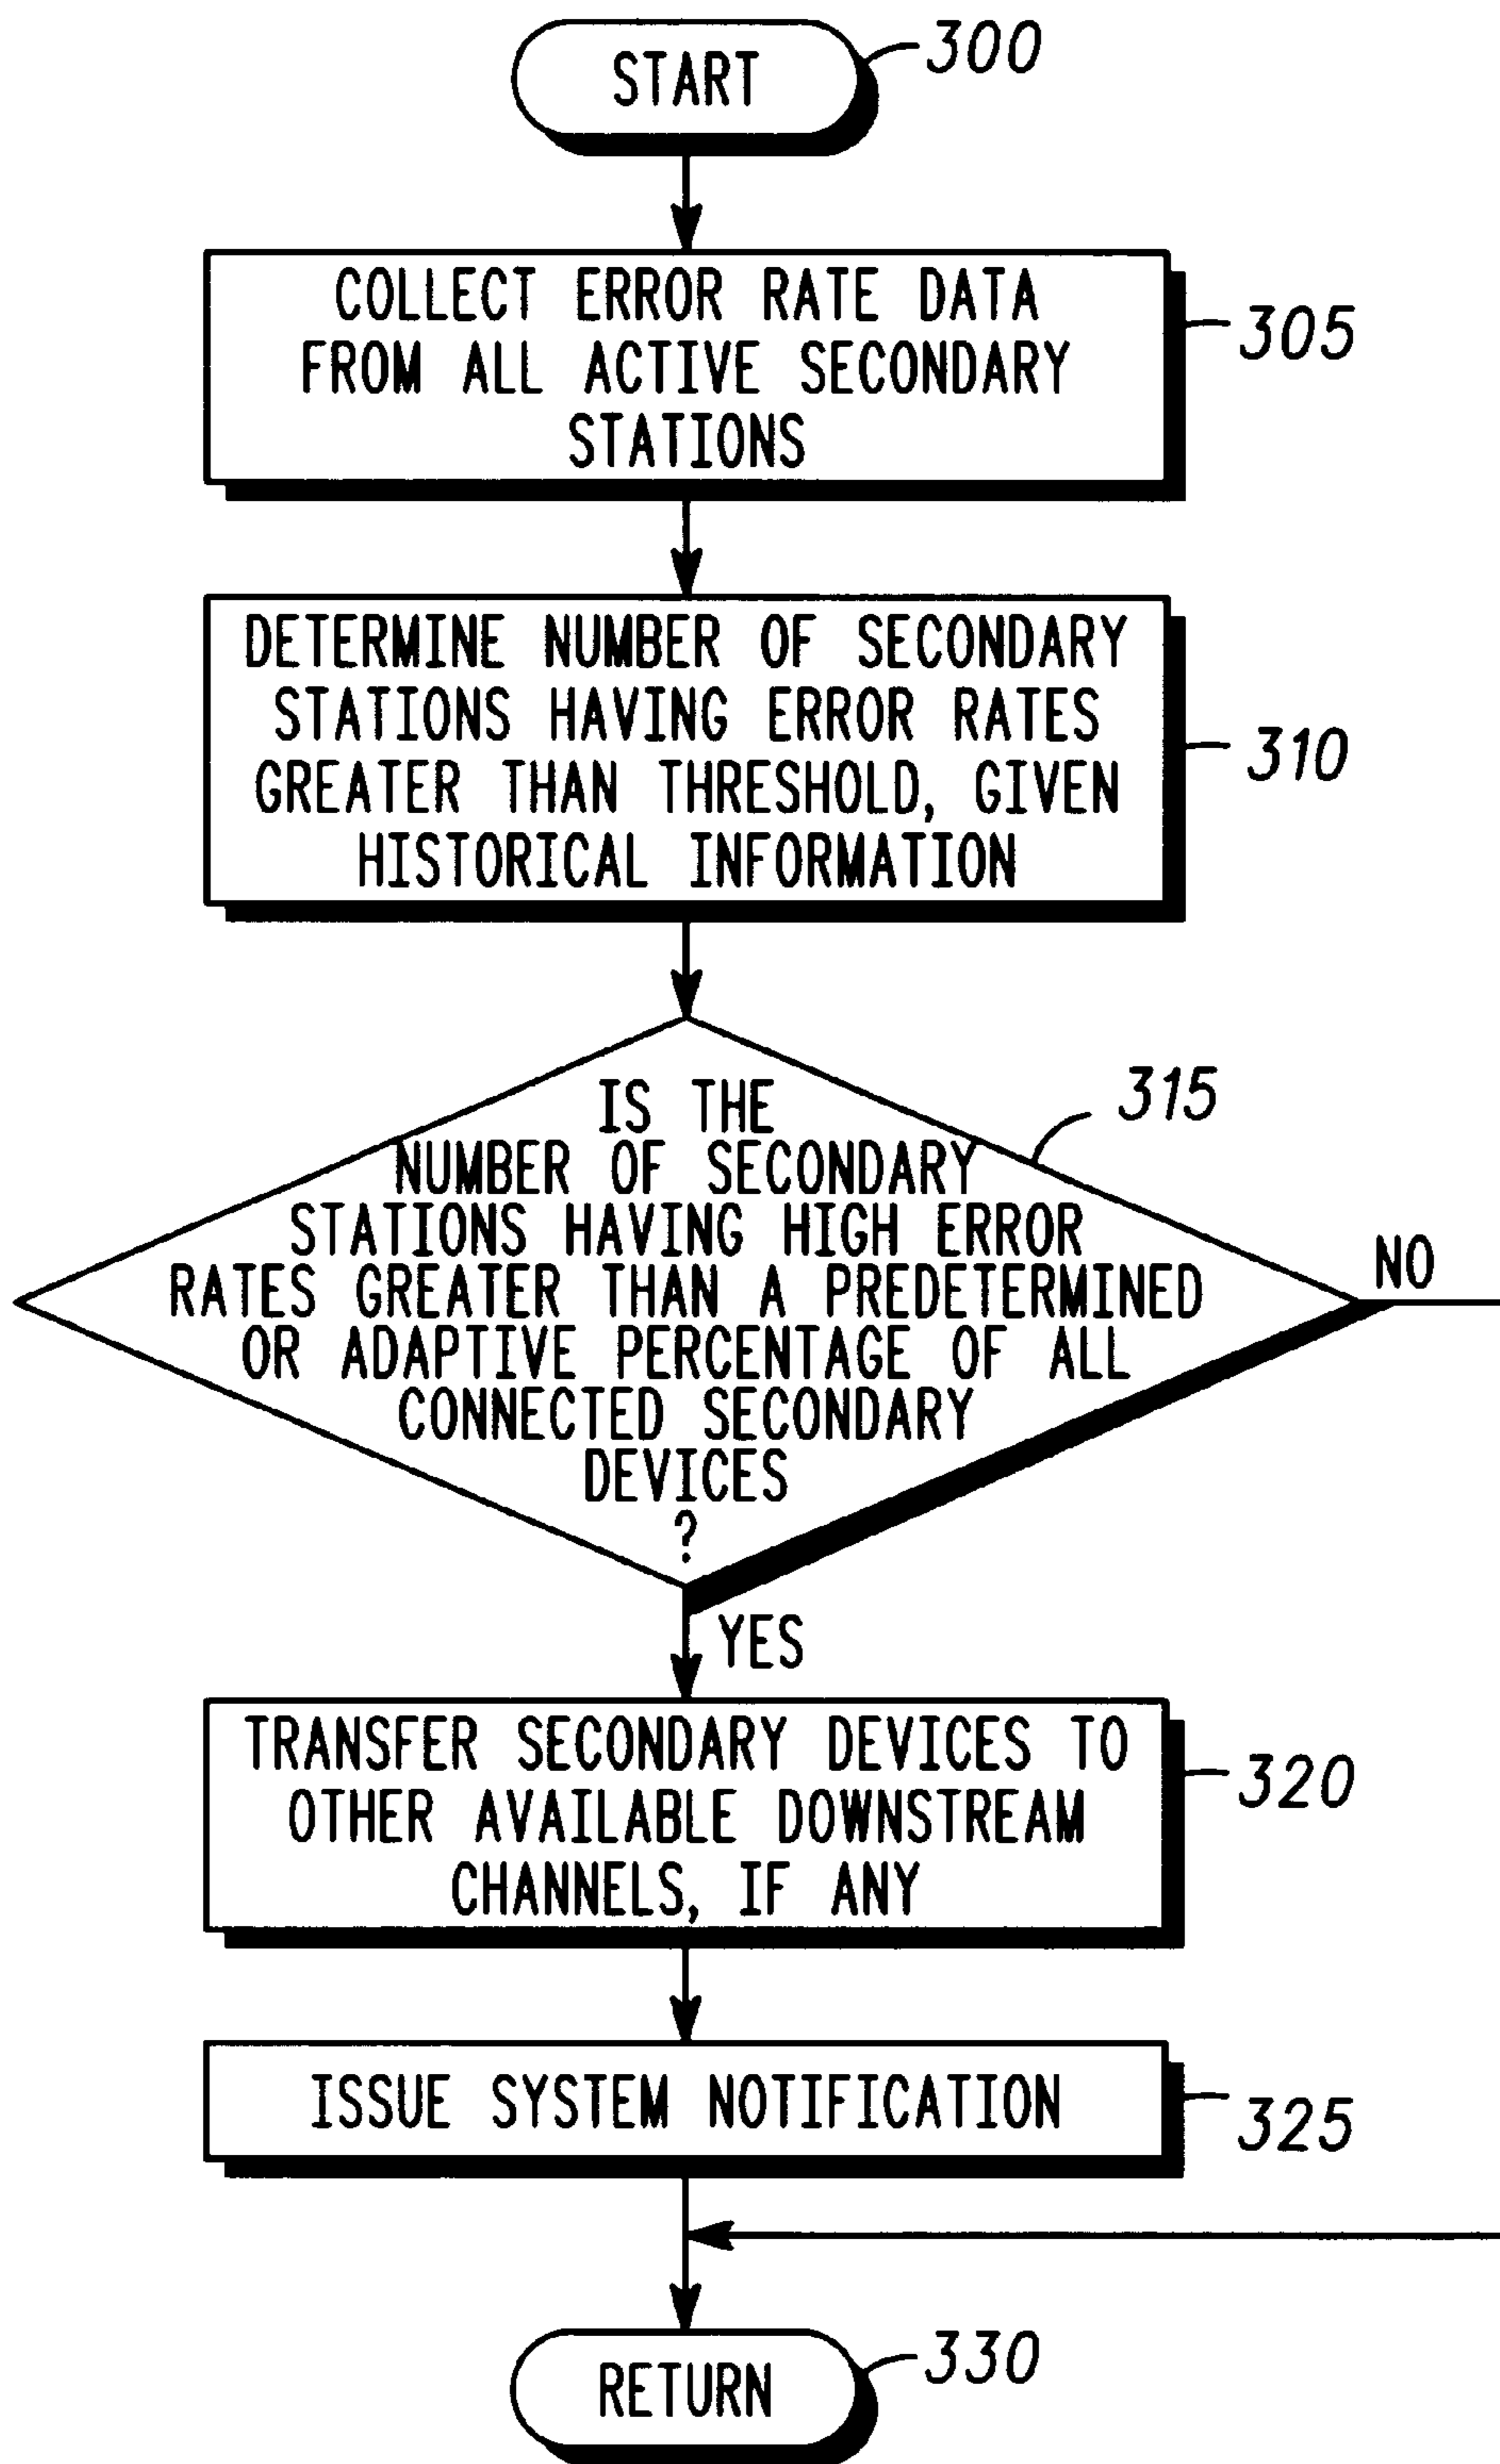 START
300
COLLECT ERROR RATE DATA
FROM ALL ACTIVE SECONDARY
STATIONS
305
DETERMINE NUMBER OF SECONDARY
STATIONS HAVING ERROR RATES
GREATER THAN THRESHOLD, GIVEN
HISTORICAL INFORMATION
310
IS THE
NUMBER OF SECONDARY
STATIONS HAVING HIGH ERROR
RATES GREATER THAN A PREDETERMINED
OR ADAPTIVE PERCENTAGE OF ALL
CONNECTED SECONDARY
DEVICES
?
315
NO
YES
TRANSFER SECONDARY DEVICES TO
OTHER AVAILABLE DOWNSTREAM
CHANNELS, IF ANY
320
ISSUE SYSTEM NOTIFICATION
325
RETURN
330